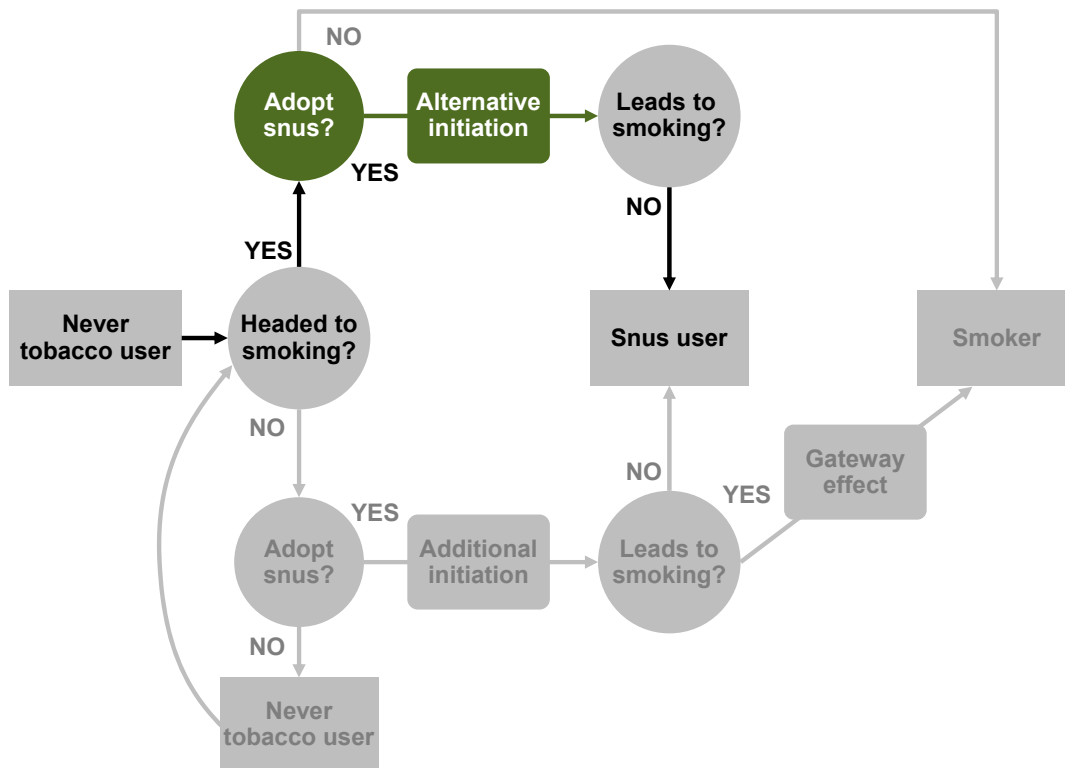 NO
Adopt
snus?
Alternative
initiation
Leads to
smoking?
YES
NO
YES
Never
tobacco user
Headed to
smoking?
Snus user
Smoker
NO
Gateway
effect
NO
YES
YES
Adopt
snus?
Additional
initiation
Leads to
smoking?
NO
Never
tobacco user